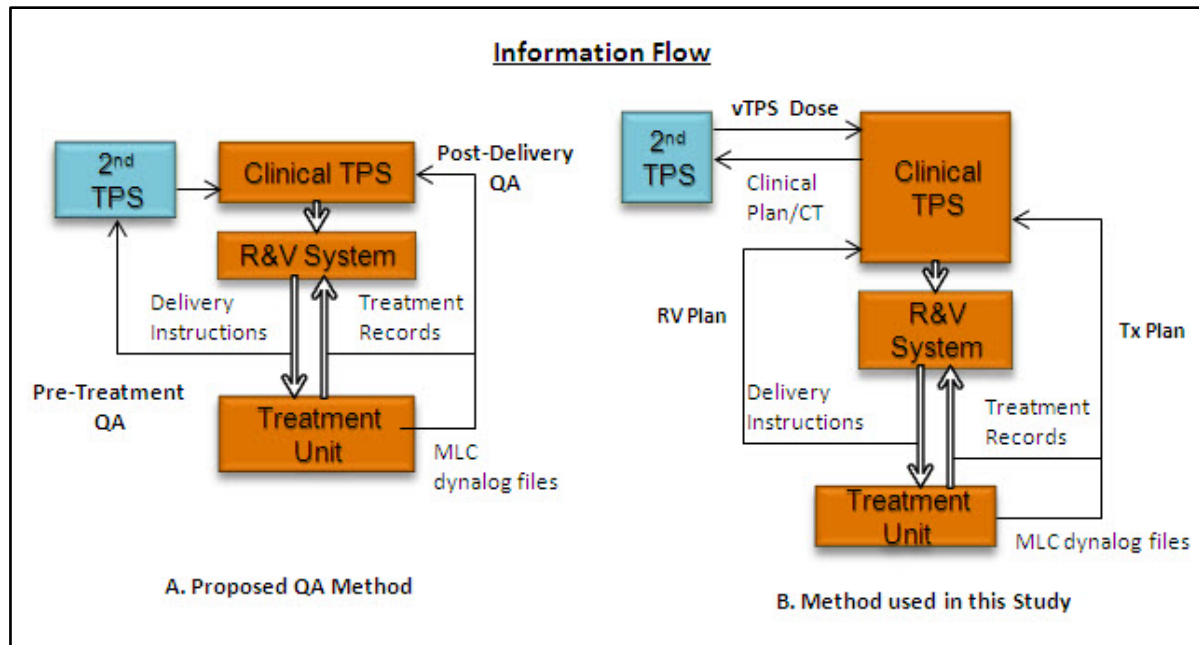 Information Flow
2nd
TPS
Clinical TPS
Post-Delivery
QA
R&V System
Delivery
Instructions
Treatment
Records
Pre-Treatment
QA
Treatment
Unit
MLC
dynalog files
A. Proposed QA Method
vTPS Dose
2nd
TPS
Clinical
TPS
Clinical
Plan/CT
RV Plan
R&V
System
Tx Plan
Delivery
Instructions
Treatment
Records
Treatment
Unit
MLC dynalog files
B. Method used in this Study